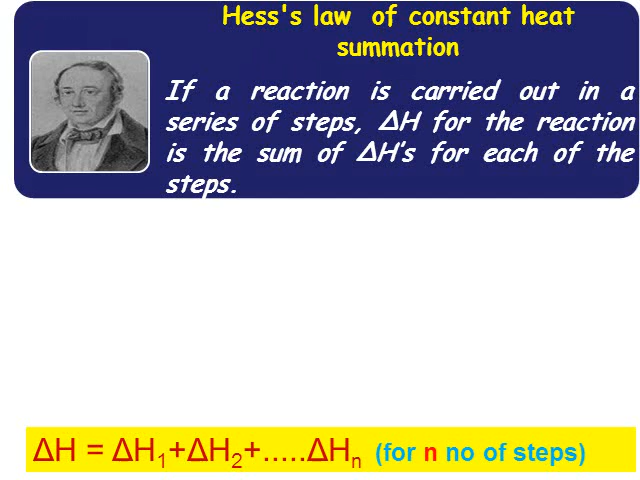 Hess's law of constant heat
summation
If a reaction is carried out in a
series of steps, ΔH for the reaction
is the sum of ΔH’s for each of the
steps.
ΔH = ΔH₁+ΔH₂+.....ΔHₙ (for n no of steps)